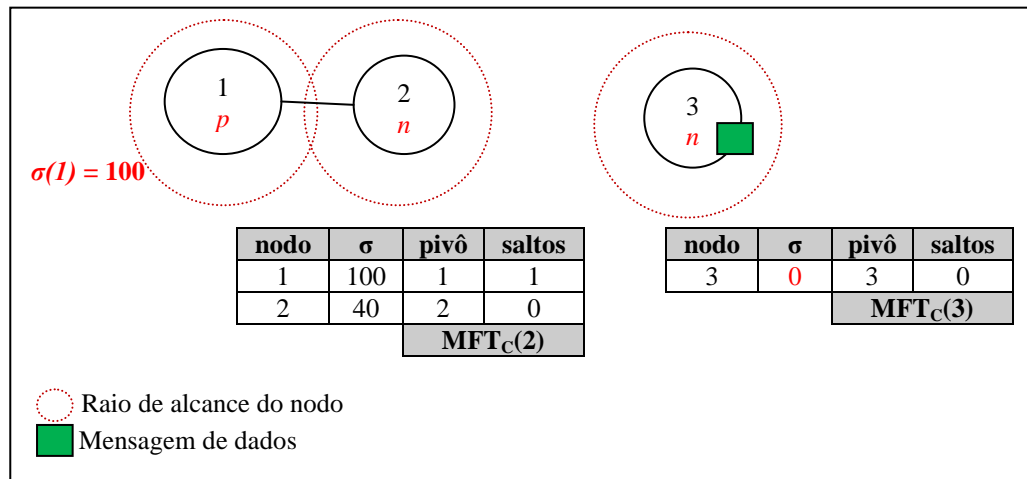 1
p
2
n
3
n
σ(1) = 100
nodo σ pivô saltos
1 100 1 1
2 40 2 0
MFTC(2)
nodo σ pivô saltos
3 0 3 0
MFTC(3)
Raio de alcance do nodo
Mensagem de dados